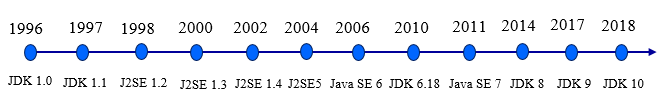 1996 1997 1998 2000 2002 2004 2006 2010 2011 2014 2017 2018
JDK 1.0 JDK 1.1 J2SE 1.2 J2SE 1.3 J2SE 1.4 J2SE5 Java SE 6 JDK 6.18 Java SE 7 JDK 8 JDK 9 JDK 10